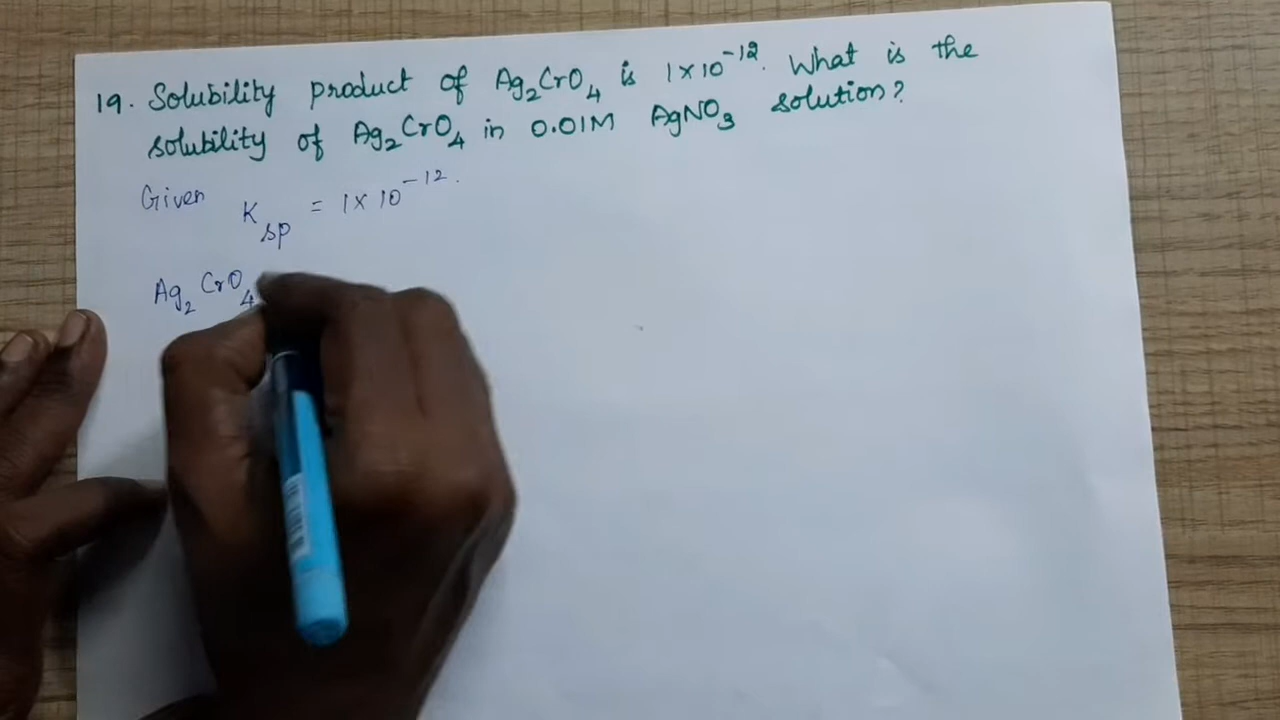 19. Solubility product of Ag₂CrO₄ is 1×10⁻¹². What is the
solubility of Ag₂CrO₄ in 0.01M AgNO₃ solution?
Given K_sp = 1×10⁻¹².
Ag₂CrO₄